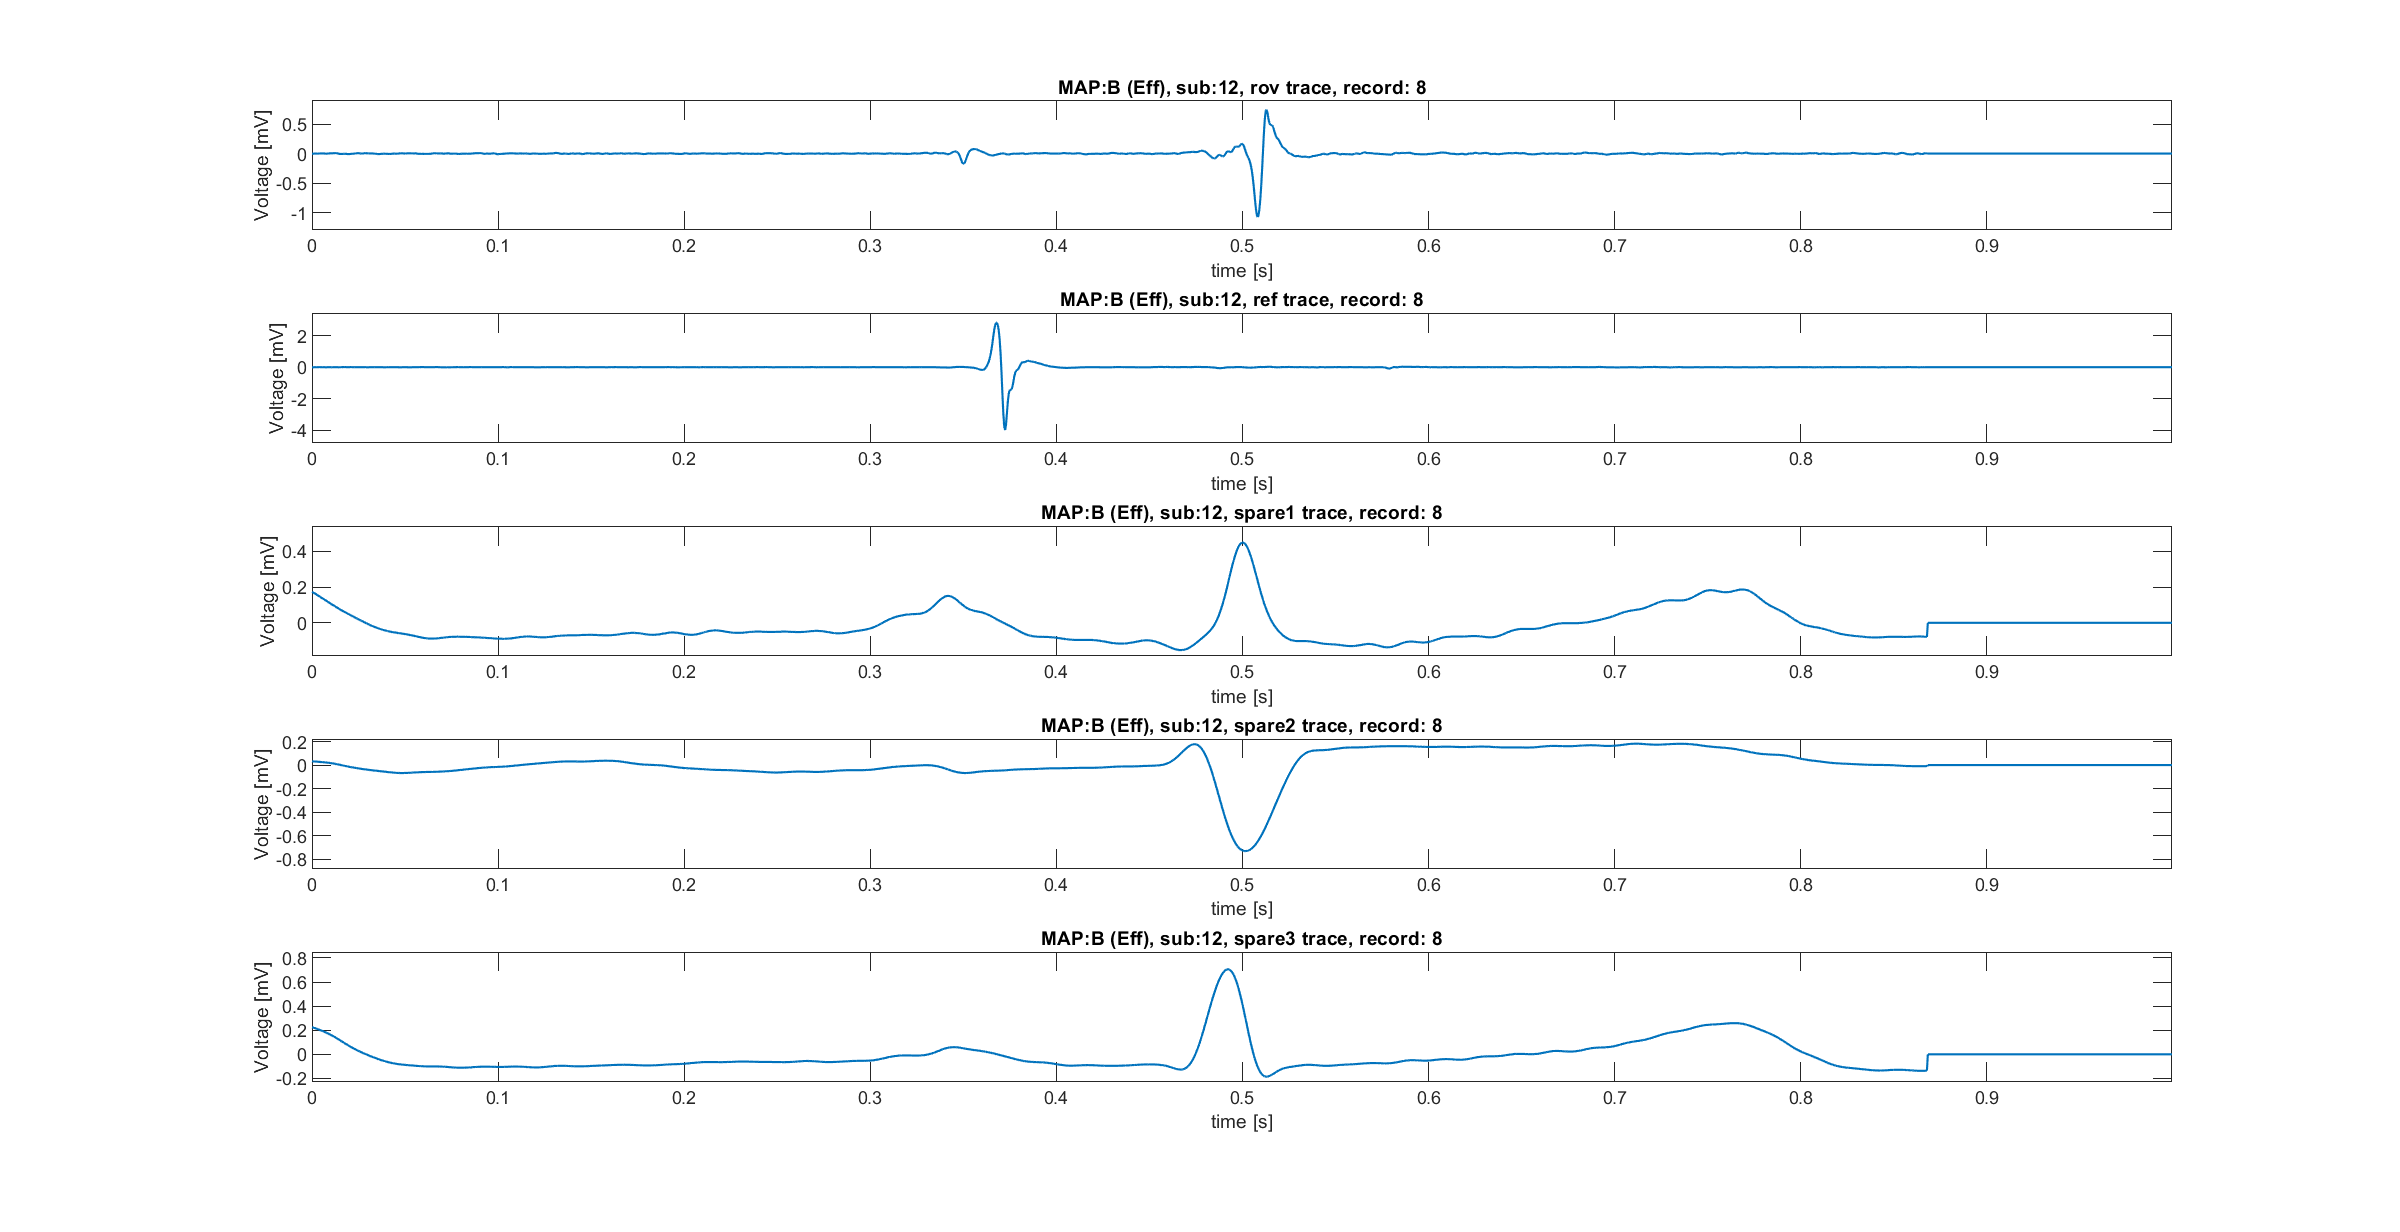 MAP:B (Eff), sub:12, rov trace, record: 8
Voltage [mV]
0.5
0
-0.5
-1
0 0.1 0.2 0.3 0.4 0.5 0.6 0.7 0.8 0.9
time [s]
MAP:B (Eff), sub:12, ref trace, record: 8
Voltage [mV]
2
0
-2
-4
0 0.1 0.2 0.3 0.4 0.5 0.6 0.7 0.8 0.9
time [s]
MAP:B (Eff), sub:12, spare1 trace, record: 8
Voltage [mV]
0.4
0.2
0
0 0.1 0.2 0.3 0.4 0.5 0.6 0.7 0.8 0.9
time [s]
MAP:B (Eff), sub:12, spare2 trace, record: 8
Voltage [mV]
0.2
0
-0.2
-0.4
-0.6
-0.8
0 0.1 0.2 0.3 0.4 0.5 0.6 0.7 0.8 0.9
time [s]
MAP:B (Eff), sub:12, spare3 trace, record: 8
Voltage [mV]
0.8
0.6
0.4
0.2
0
-0.2
0 0.1 0.2 0.3 0.4 0.5 0.6 0.7 0.8 0.9
time [s]